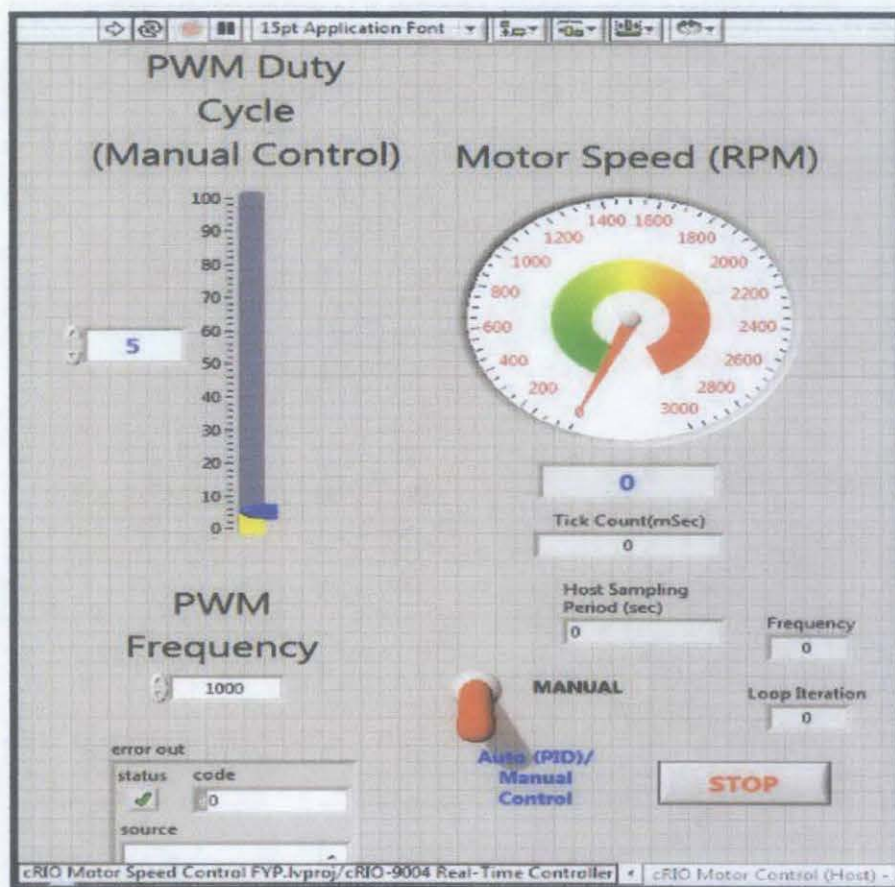 15pt Application Font
PWM Duty
Cycle
(Manual Control)
100
90
80
70
60
50
40
30
20
10
0
5
Motor Speed (RPM)
0
200
400
600
800
1000
1200
1400
1600
1800
2000
2200
2400
2600
2800
3000
0
Tick Count(mSec)
0
Host Sampling
Period (sec)
0
Frequency
0
Loop Iteration
0
PWM
Frequency
1000
MANUAL
Auto (PID)/
Manual
Control
STOP
error out
status code
0
source
cRIO Motor Speed Control FYP.lvproj/cRIO-9004 Real-Time Controller
cRIO Motor Control (Host)